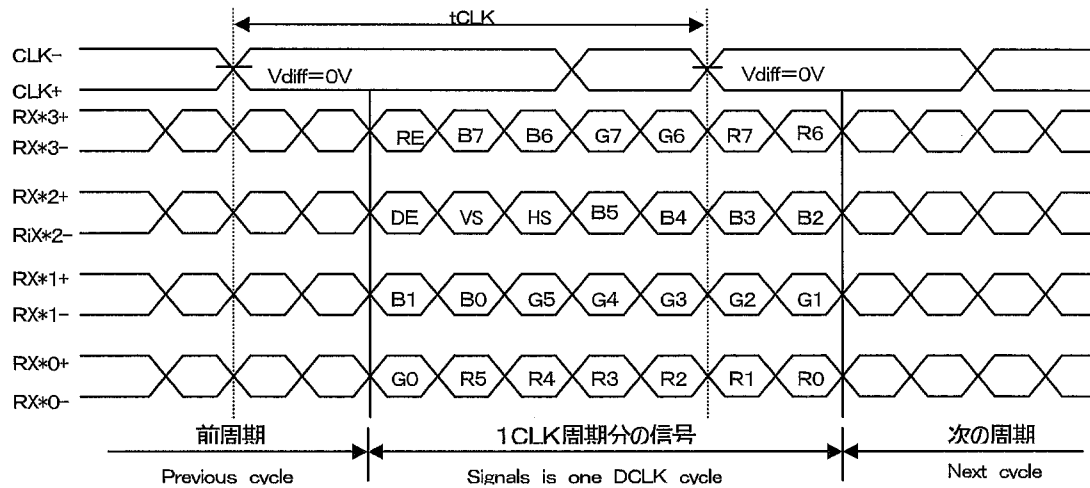 tCLK
CLK-
Vdiff=0V Vdiff=0V
CLK+
RX*3+
RE B7 B6 G7 G6 R7 R6
RX*3-
RX*2+
DE VS HS B5 B4 B3 B2
RiX*2-
RX*1+
B1 B0 G5 G4 G3 G2 G1
RX*1-
RX*0+
G0 R5 R4 R3 R2 R1 R0
RX*0-
前周期 1CLK周期分の信号 次の周期
Previous cycle Signals is one DCLK cycle Next cycle